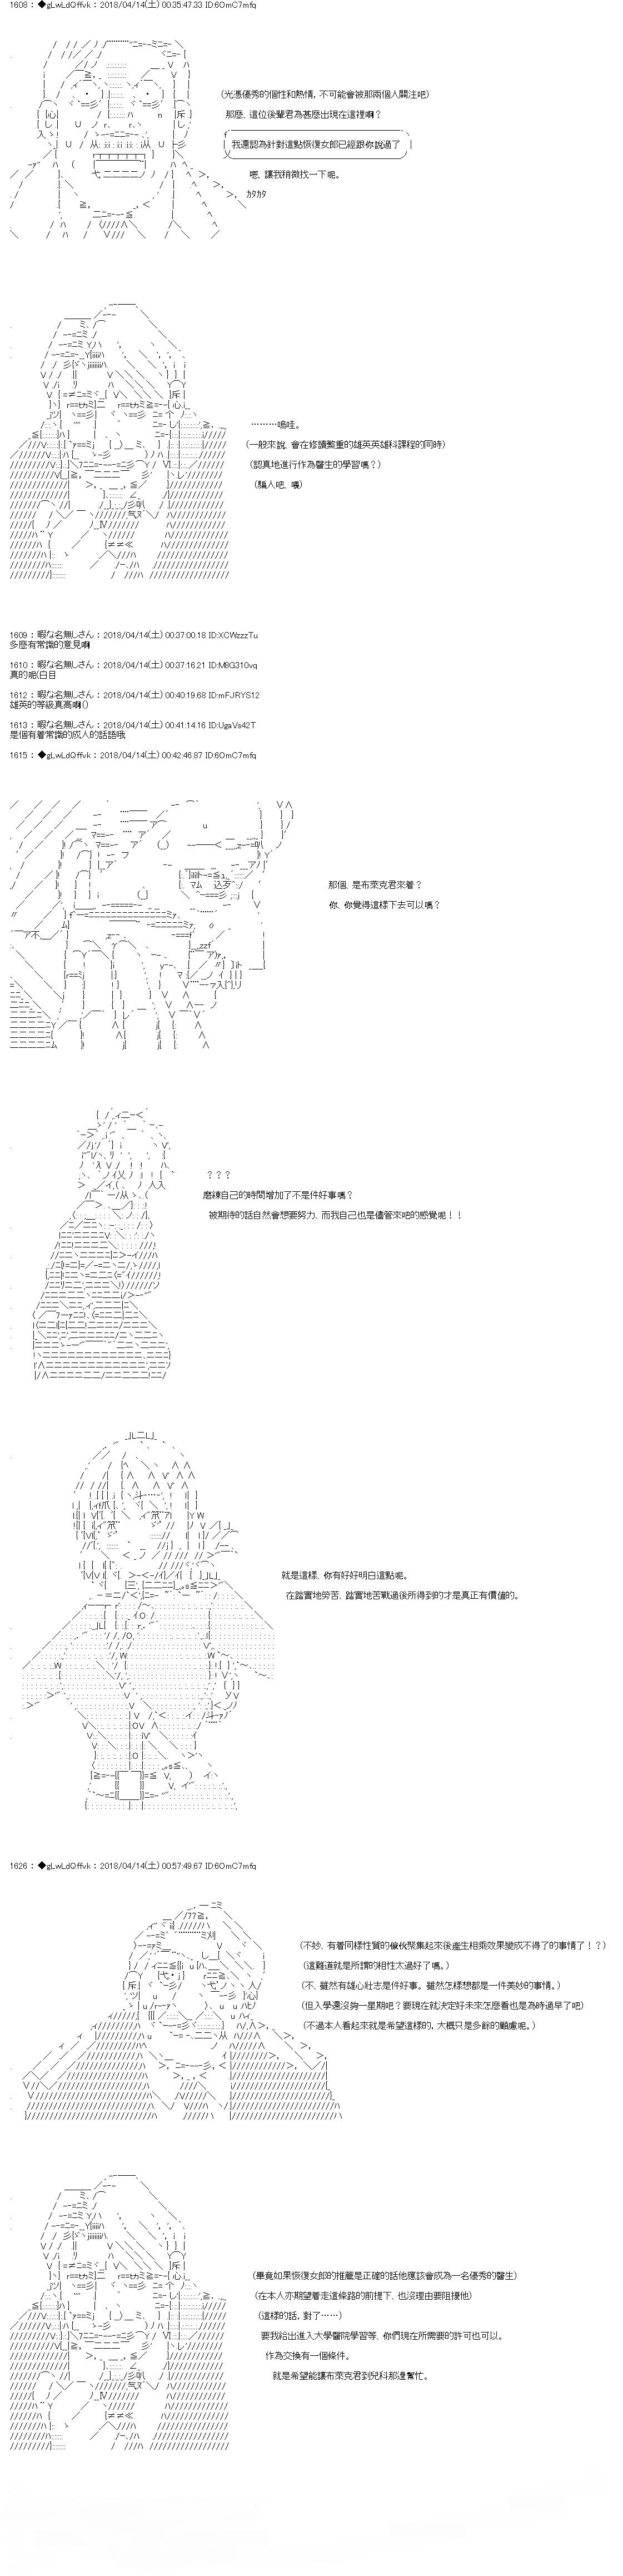 1608 : ◆gLwLdQffvk : 2018/04/14(土) 00:35:47.33 ID:6OmC7mfq
(光憑優秀的個性和熱情，不可能會被那兩個人關注吧)
那麼，這位後輩君為甚麼出現在這裡啊？
我還認為針對這點恢復女郎已經跟你說過了
嗯，讓我稍微找一下呢。
ｶﾀｶﾀ
………嗚哇。
(一般來說，會在修讀繁重的雄英英雄科課程的同時)
(認真地進行作為醫生的學習嗎？)
(騙人吧，噢)
1609 : 暇な名無しさん : 2018/04/14(土) 00:37:00.18 ID:XCWzzzTu
多麼有常識的意見啊
1610 : 暇な名無しさん : 2018/04/14(土) 00:37:16.21 ID:M8G310vq
真的呢(白目
1612 : 暇な名無しさん : 2018/04/14(土) 00:40:19.68 ID:mFJRYS12
雄英的等級真高啊()
1613 : 暇な名無しさん : 2018/04/14(土) 00:41:14.16 ID:UgaVs42T
是個有着常識的成人的話語哦
1615 : ◆gLwLdQffvk : 2018/04/14(土) 00:42:46.87 ID:6OmC7mfq
那個，是布萊克君來着？
你、你覺得這樣下去可以嗎？
？？？
磨練自己的時間增加了不是件好事嗎？
被期待的話自然會想要努力，而我自己也是儘管來吧的感覺呢！！
就是這樣，你有好好明白這點呢。
在踏實地勞苦、踏實地苦戰過後所得到的才是真正有價值的。
1626 : ◆gLwLdQffvk : 2018/04/14(土) 00:57:49.67 ID:6OmC7mfq
(不妙，有着同樣性質的傢伙聚集起來後產生相乘效果變成不得了的事情了！？)
(這難道就是所謂的相性太過好了嗎。)
(不，雖然有雄心壯志是件好事。 雖然怎樣想都是一件美妙的事情。)
(但入學還沒夠一星期吧？要現在就決定好未來怎麼看也是為時過早了吧)
(不過本人看起來就是希望這樣的，大概只是多餘的顧慮呢。)
(畢竟如果恢復女郎的推薦是正確的話他應該會成為一名優秀的醫生)
(在本人亦期望着走這條路的前提下，也沒理由要阻擾他)
(這樣的話，對了……)
要我給出進入大學醫院學習等，你們現在所需要的許可也可以。
作為交換有一個條件。
就是希望能讓布萊克君到兒科那邊幫忙。